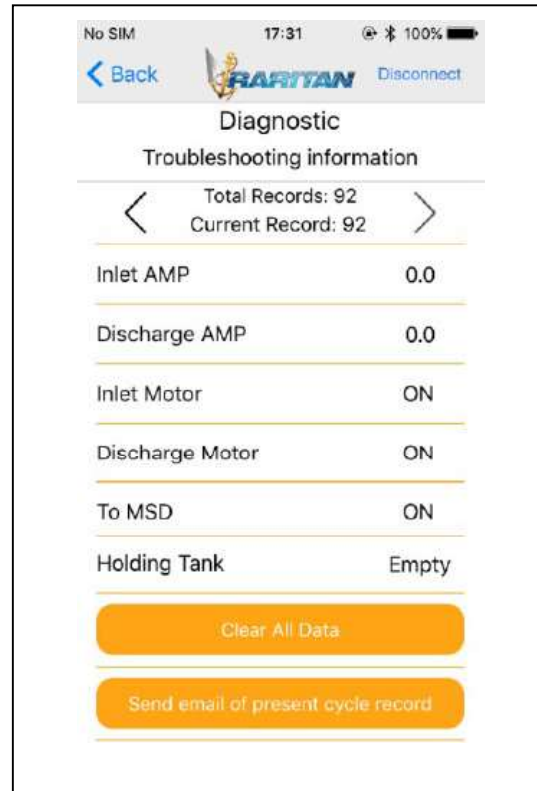 No SIM 17:31 100%
Back RARITAN Disconnect
Diagnostic
Troubleshooting information
Total Records: 92
Current Record: 92
Inlet AMP 0.0
Discharge AMP 0.0
Inlet Motor ON
Discharge Motor ON
To MSD ON
Holding Tank Empty
Clear All Data
Send email of present cycle record